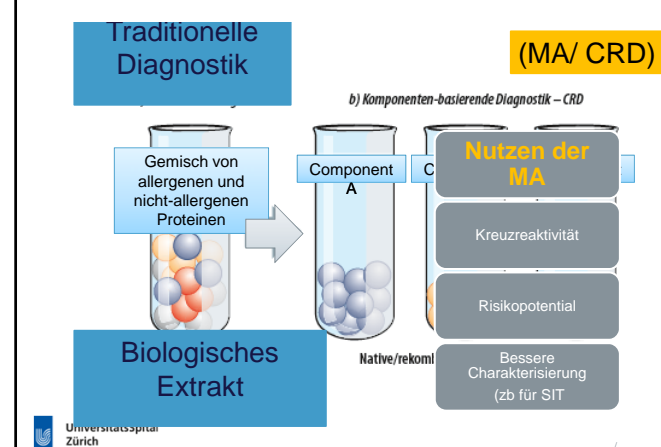 Traditionelle
Diagnostik
(MA/ CRD)
b) Komponenten-basierende Diagnostik – CRD
Gemisch von
allergenen und
nicht-allergenen
Proteinen
Component
A
C
Nutzen der
MA
Kreuzreaktivität
Risikopotential
Bessere
Charakterisierung
(zb für SIT
Biologisches
Extrakt
UniversitätsSpital
Zürich